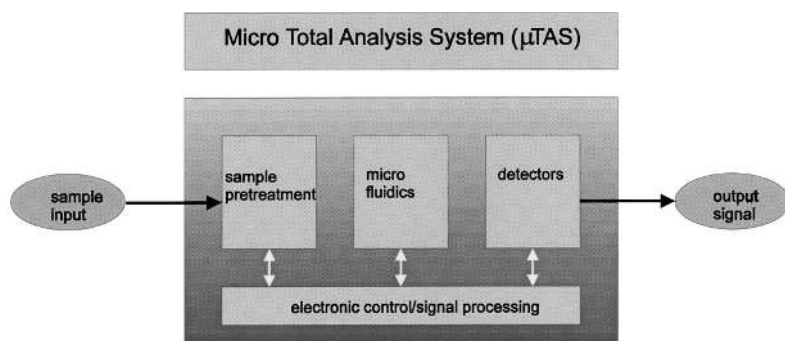 Micro Total Analysis System (µTAS)
sample
input
sample
pretreatment
micro
fluidics
detectors
output
signal
electronic control/signal processing